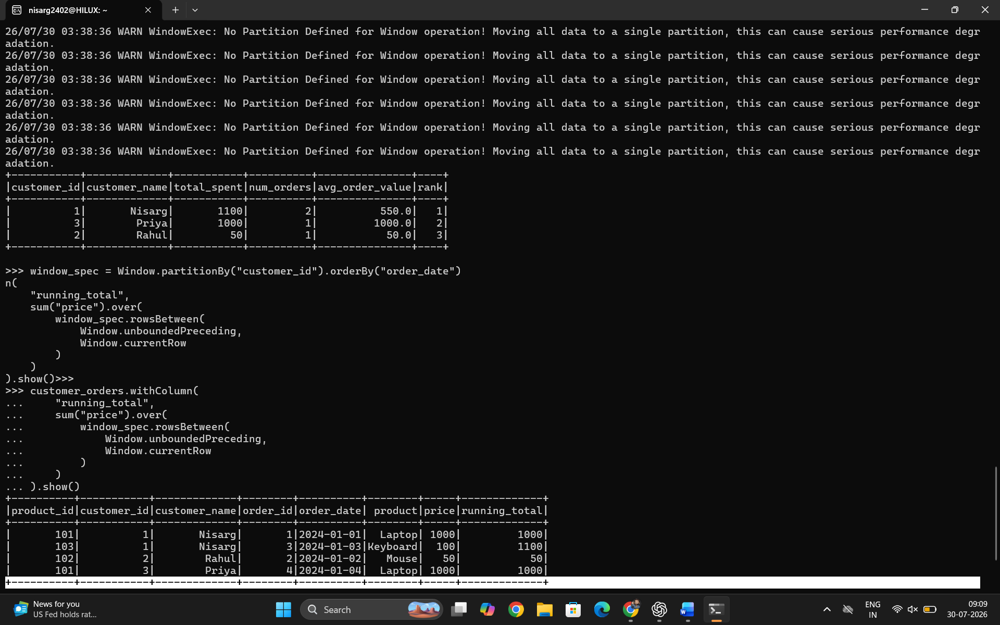 nisarg2402@HILUX: ~
26/07/30 03:38:36 WARN WindowExec: No Partition Defined for Window operation! Moving all data to a single partition, this can cause serious performance degr
adation.
26/07/30 03:38:36 WARN WindowExec: No Partition Defined for Window operation! Moving all data to a single partition, this can cause serious performance degr
adation.
26/07/30 03:38:36 WARN WindowExec: No Partition Defined for Window operation! Moving all data to a single partition, this can cause serious performance degr
adation.
26/07/30 03:38:36 WARN WindowExec: No Partition Defined for Window operation! Moving all data to a single partition, this can cause serious performance degr
adation.
26/07/30 03:38:36 WARN WindowExec: No Partition Defined for Window operation! Moving all data to a single partition, this can cause serious performance degr
adation.
26/07/30 03:38:36 WARN WindowExec: No Partition Defined for Window operation! Moving all data to a single partition, this can cause serious performance degr
adation.
+-----------+-------------+-----------+----------+---------------+----+
|customer_id|customer_name|total_spent|num_orders|avg_order_value|rank|
+-----------+-------------+-----------+----------+---------------+----+
|          1|       Nisarg|       1100|         2|          550.0|   1|
|          3|        Priya|       1000|         1|         1000.0|   2|
|          2|        Rahul|         50|         1|           50.0|   3|
+-----------+-------------+-----------+----------+---------------+----+
>>> window_spec = Window.partitionBy("customer_id").orderBy("order_date")
n(
    "running_total",
    sum("price").over(
        window_spec.rowsBetween(
            Window.unboundedPreceding,
            Window.currentRow
        )
    )
).show()>>>
>>> customer_orders.withColumn(
...     "running_total",
...     sum("price").over(
...         window_spec.rowsBetween(
...             Window.unboundedPreceding,
...             Window.currentRow
...         )
...     )
... ).show()
+----------+-----------+-------------+--------+----------+--------+-----+-------------+
|product_id|customer_id|customer_name|order_id|order_date| product|price|running_total|
+----------+-----------+-------------+--------+----------+--------+-----+-------------+
|       101|          1|       Nisarg|       1|2024-01-01|  Laptop| 1000|         1000|
|       103|          1|       Nisarg|       3|2024-01-03|Keyboard|  100|         1100|
|       102|          2|        Rahul|       2|2024-01-02|   Mouse|   50|           50|
|       101|          3|        Priya|       4|2024-01-04|  Laptop| 1000|         1000|
+----------+-----------+-------------+--------+----------+--------+-----+-------------+
News for you
US Fed holds rat...
Search
ENG
IN
09:09
30-07-2026